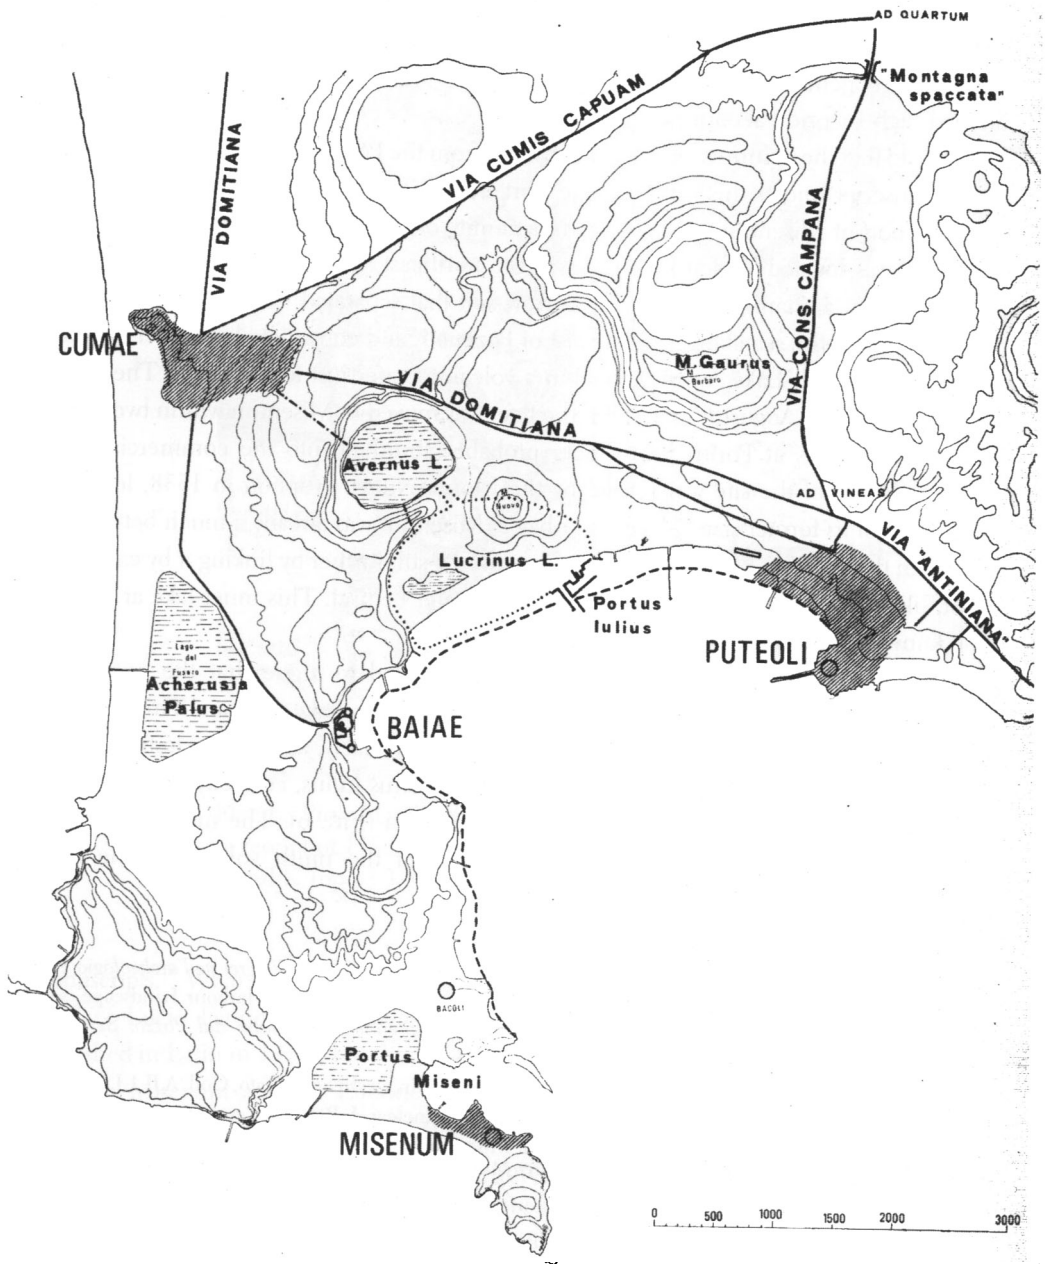 AD QUARTUM
"Montagna
spaccata"
VIA DOMITIANA
VIA CUMIS CAPUAM
VIA CONS. CAMPANA
CUMAE
M.Gaurus
M.
Barbaro
VIA DOMITIANA
Avernus L.
M.
Nuovo
AD VINEAS
VIA "ANTINIANA"
Lucrinus L.
Portus
Iulius
PUTEOLI
Lago
del
Fusaro
Acherusia
Palus
BAIAE
BACOLI
Portus
Miseni
MISENUM
0 500 1000 1500 2000 3000